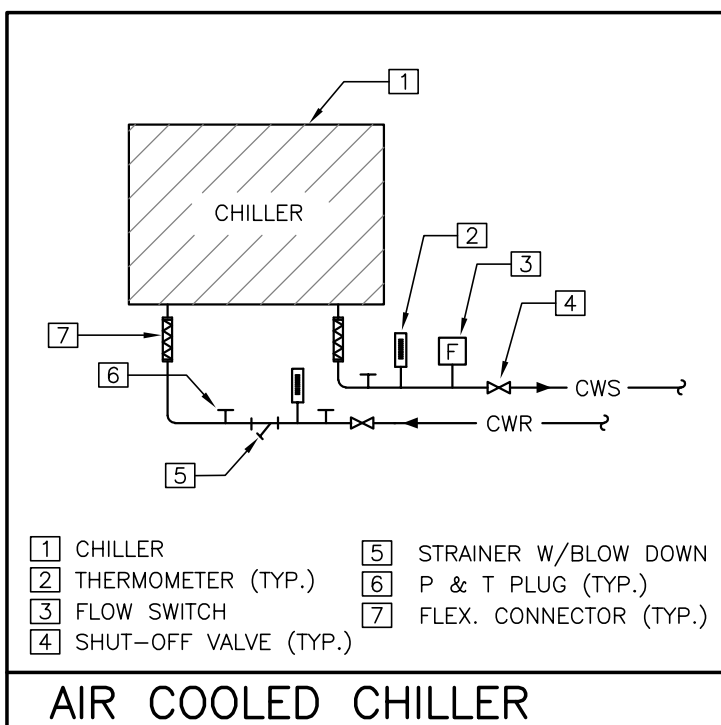 1
CHILLER
2
3
7
F
4
6
CWS
CWR
5
1 CHILLER
2 THERMOMETER (TYP.)
3 FLOW SWITCH
4 SHUT-OFF VALVE (TYP.)
5 STRAINER W/BLOW DOWN
6 P & T PLUG (TYP.)
7 FLEX. CONNECTOR (TYP.)
AIR COOLED CHILLER